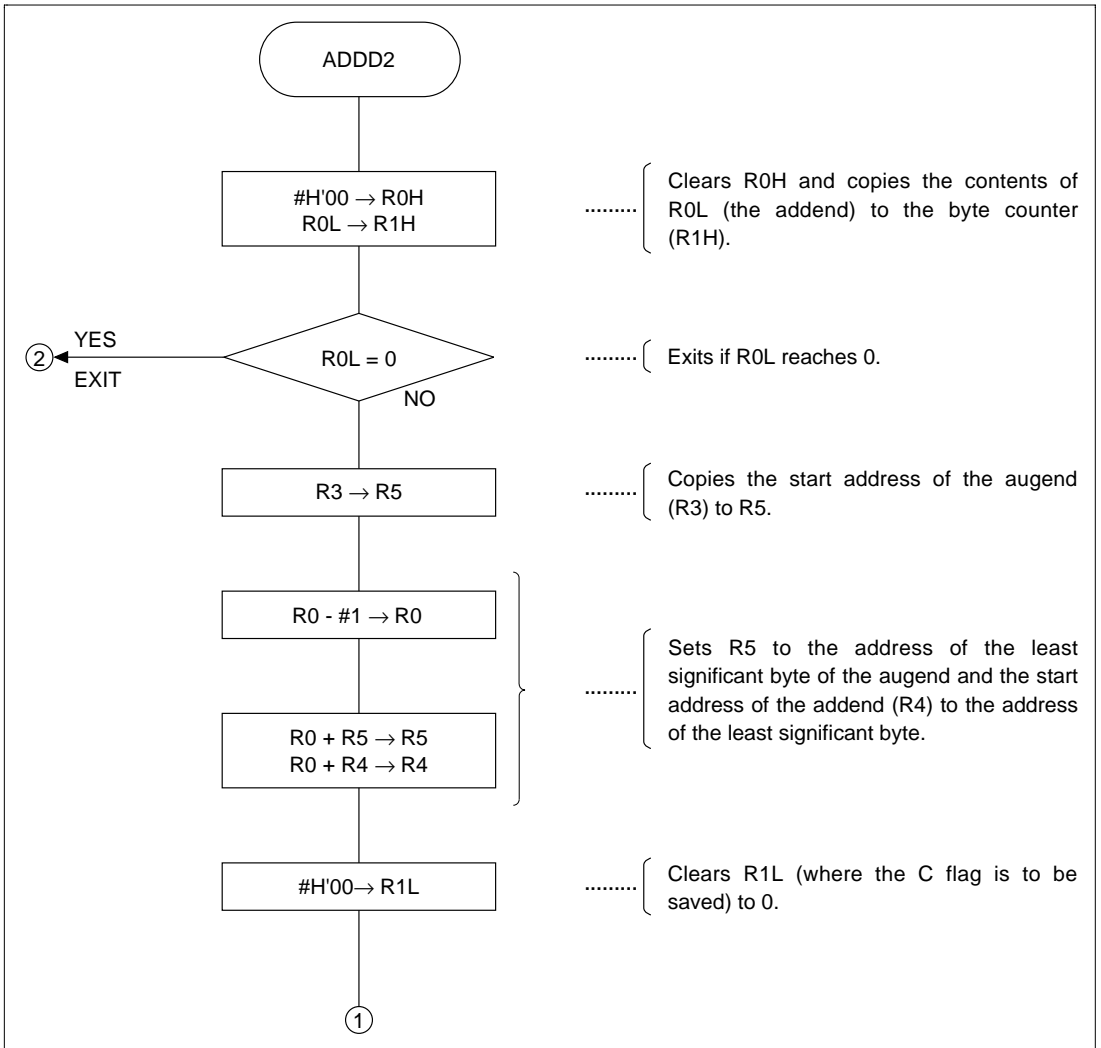 ADDD2
#H'00 → R0H
R0L → R1H
Clears R0H and copies the contents of
R0L (the addend) to the byte counter
(R1H).
2
YES
EXIT
R0L = 0
NO
Exits if R0L reaches 0.
R3 → R5
Copies the start address of the augend
(R3) to R5.
R0 - #1 → R0
R0 + R5 → R5
R0 + R4 → R4
Sets R5 to the address of the least
significant byte of the augend and the start
address of the addend (R4) to the address
of the least significant byte.
#H'00→ R1L
Clears R1L (where the C flag is to be
saved) to 0.
1